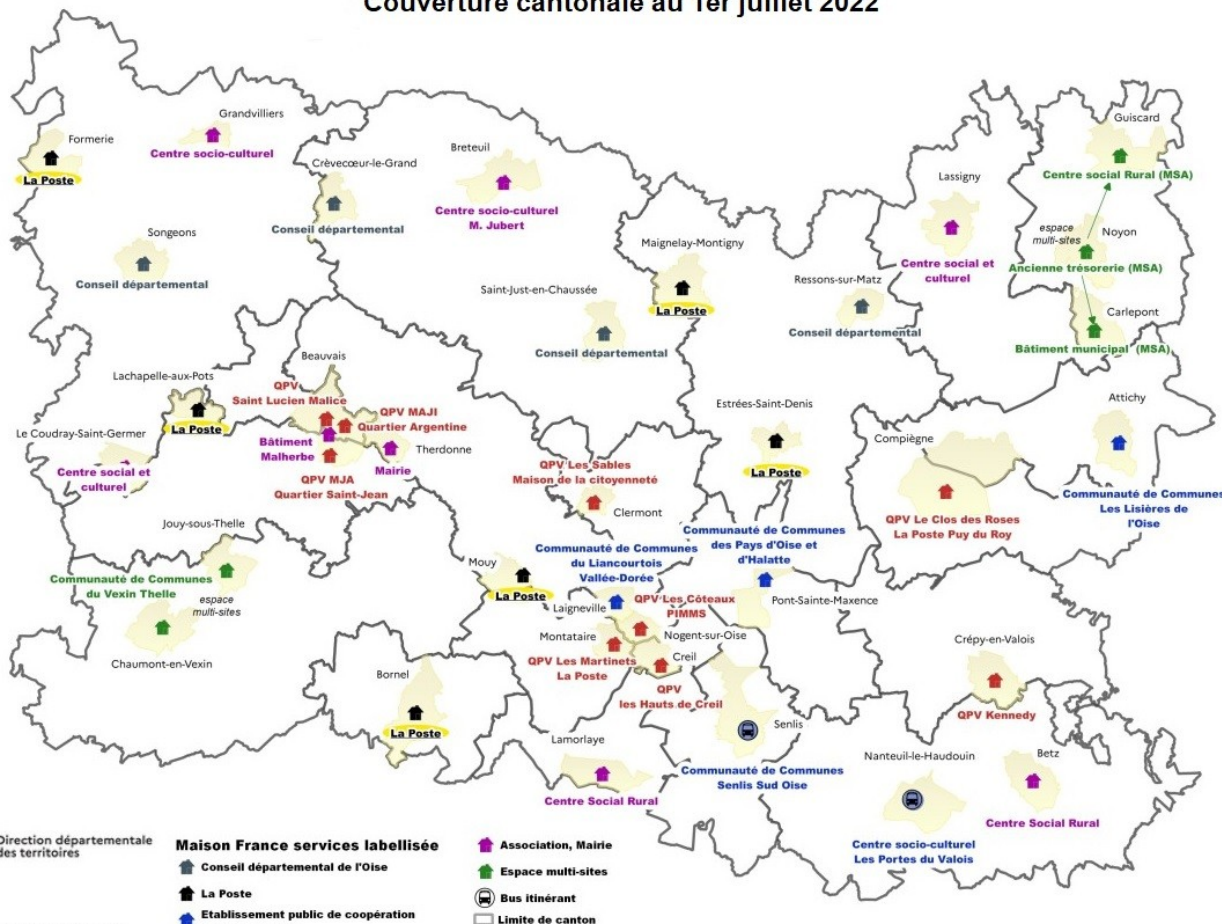 Couverture cantonale au 1er juillet 2022
Grandvilliers
Centre socio-culturel
Formerie
La Poste
Crèvecœur-le-Grand
Conseil départemental
Breteuil
Centre socio-culturel
M. Jubert
Guiscard
Centre social Rural (MSA)
Lassigny
Centre social et
culturel
espace
multi-sites
Noyon
Ancienne trésorerie (MSA)
Carlepont
Bâtiment municipal (MSA)
Songeons
Conseil départemental
Maignelay-Montigny
La Poste
Saint-Just-en-Chaussée
Conseil départemental
Ressons-sur-Matz
Conseil départemental
Beauvais
QPV
Saint Lucien Malice
QPV MAJI
Quartier Argentine
Bâtiment
Malherbe
QPV MJA
Quartier Saint-Jean
Therdonne
Mairie
Lachapelle-aux-Pots
La Poste
Le Coudray-Saint-Germer
Centre social et
culturel
Estrées-Saint-Denis
La Poste
Attichy
Communauté de Communes
Les Lisières de
l'Oise
Compiègne
QPV Le Clos des Roses
La Poste Puy du Roy
QPV Les Sables
Maison de la citoyenneté
Clermont
Jouy-sous-Thelle
Communauté de Communes
du Vexin Thelle
espace
multi-sites
Chaumont-en-Vexin
Mouy
La Poste
Communauté de Communes
du Liancourtois
Vallée-Dorée
Laigneville
Communauté de Communes
des Pays d'Oise et
d'Halatte
Pont-Sainte-Maxence
QPV Les Côteaux
PIMMS
Nogent-sur-Oise
Montataire
QPV Les Martinets
La Poste
Creil
QPV
les Hauts de Creil
Crépy-en-Valois
QPV Kennedy
Bornel
La Poste
Lamorlaye
Centre Social Rural
Senlis
Communauté de Communes
Senlis Sud Oise
Nanteuil-le-Haudouin
Centre socio-culturel
Les Portes du Valois
Betz
Centre Social Rural
Direction départementale
des territoires
Maison France services labellisée
Conseil départemental de l'Oise
La Poste
Etablissement public de coopération
Association, Mairie
Espace multi-sites
Bus itinérant
Limite de canton